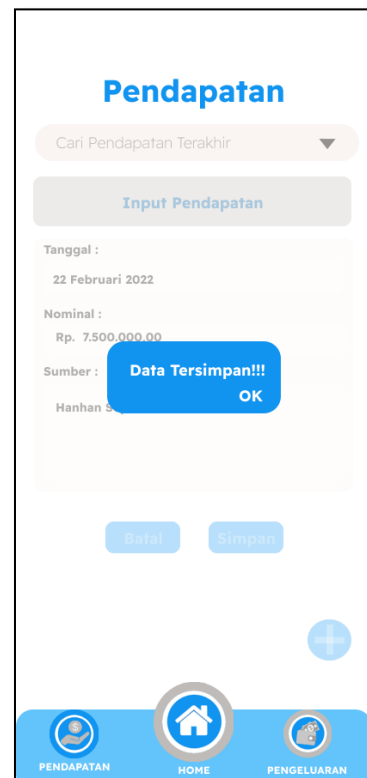 Pendapatan
Cari Pendapatan Terakhir
Input Pendapatan
Tanggal :
22 Februari 2022
Nominal :
Rp. 7.500.000,00
Sumber :
Data Tersimpan!!!
OK
Hanhan
Batal
Simpan
PENDAPATAN
HOME
PENGELUARAN